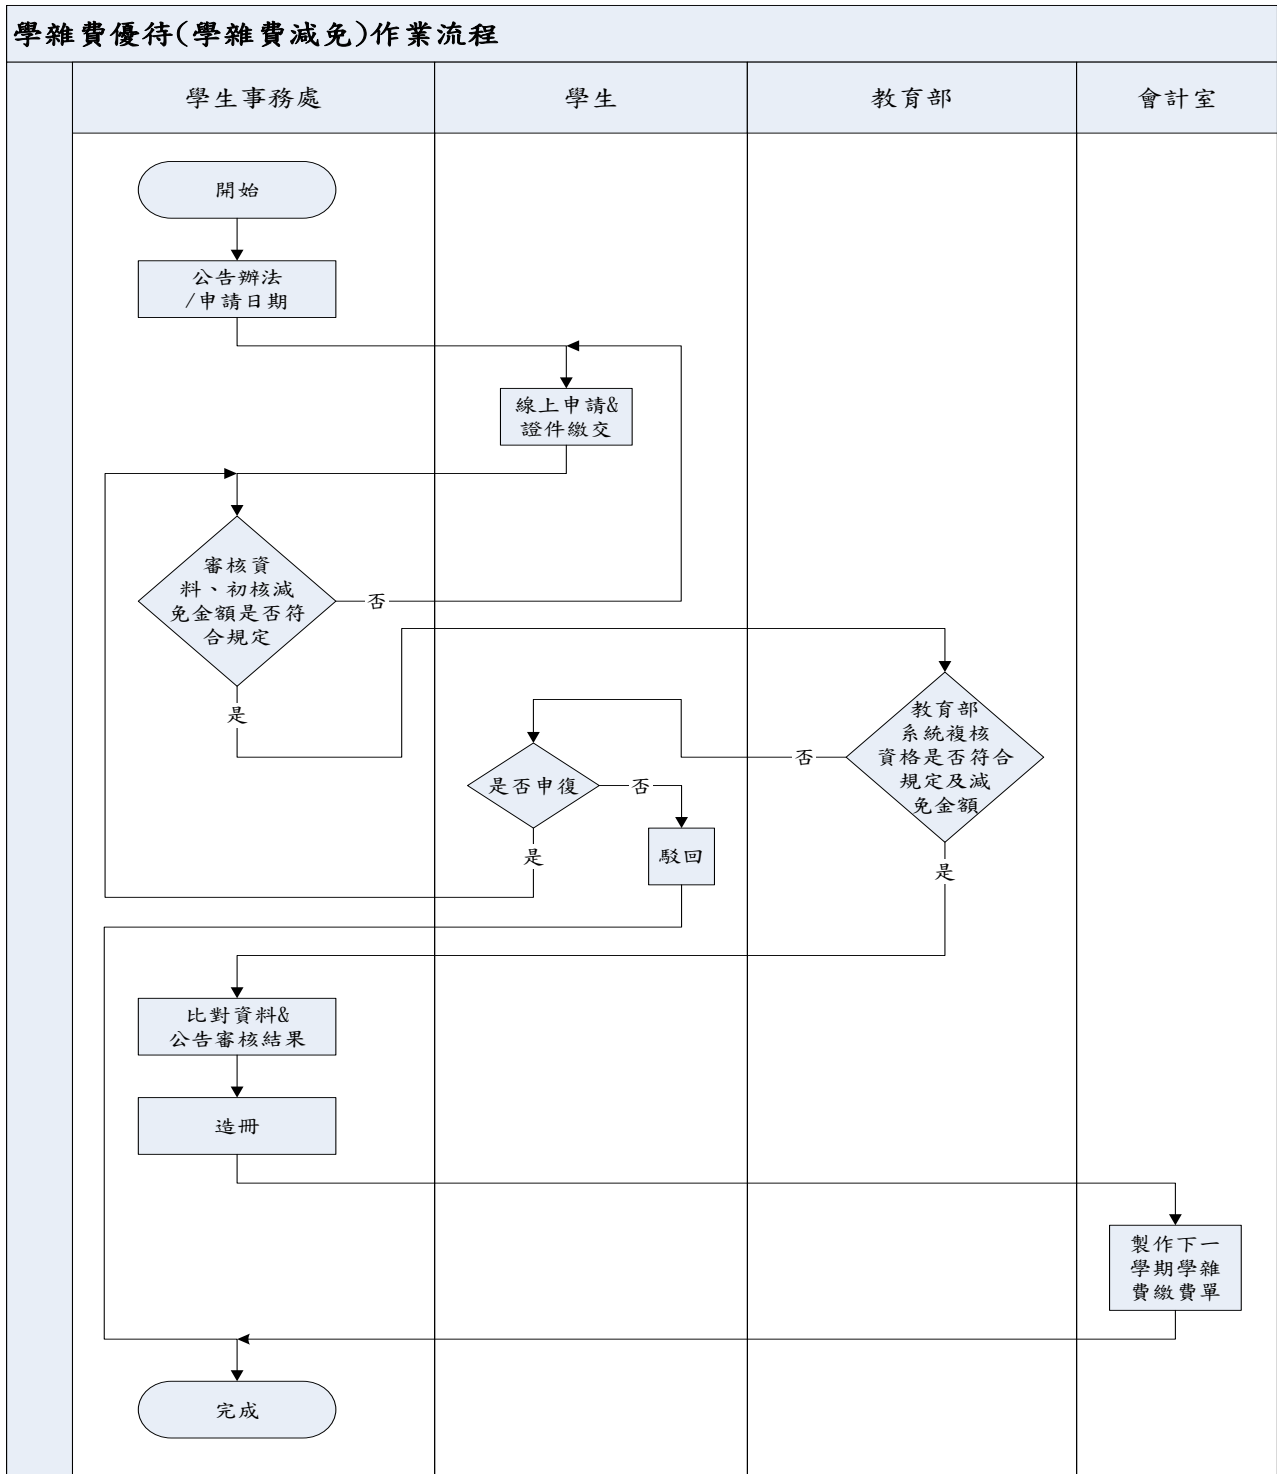 學雜費優待(學雜費減免)作業流程
學生事務處
學生
教育部
會計室
開始
公告辦法
/申請日期
線上申請&
證件繳交
審核資
料、初核減
免金額是否符
合規定
否
是
教育部
系統複核
資格是否符合
規定及減
免金額
否
是
是否申復
否
是
駁回
比對資料&
公告審核結果
造冊
製作下一
學期學雜
費繳費單
完成